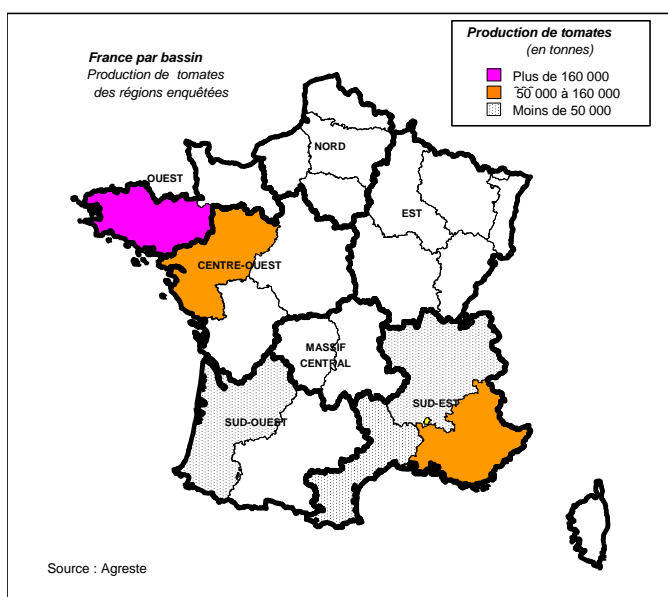 France par bassin
Production de tomates
des régions enquêtées
Production de tomates
(en tonnes)
Plus de 160 000
50 000 à 160 000
Moins de 50 000
NORD
OUEST
EST
CENTRE-OUEST
MASSIF
CENTRAL
SUD-EST
SUD-OUEST
Source : Agreste